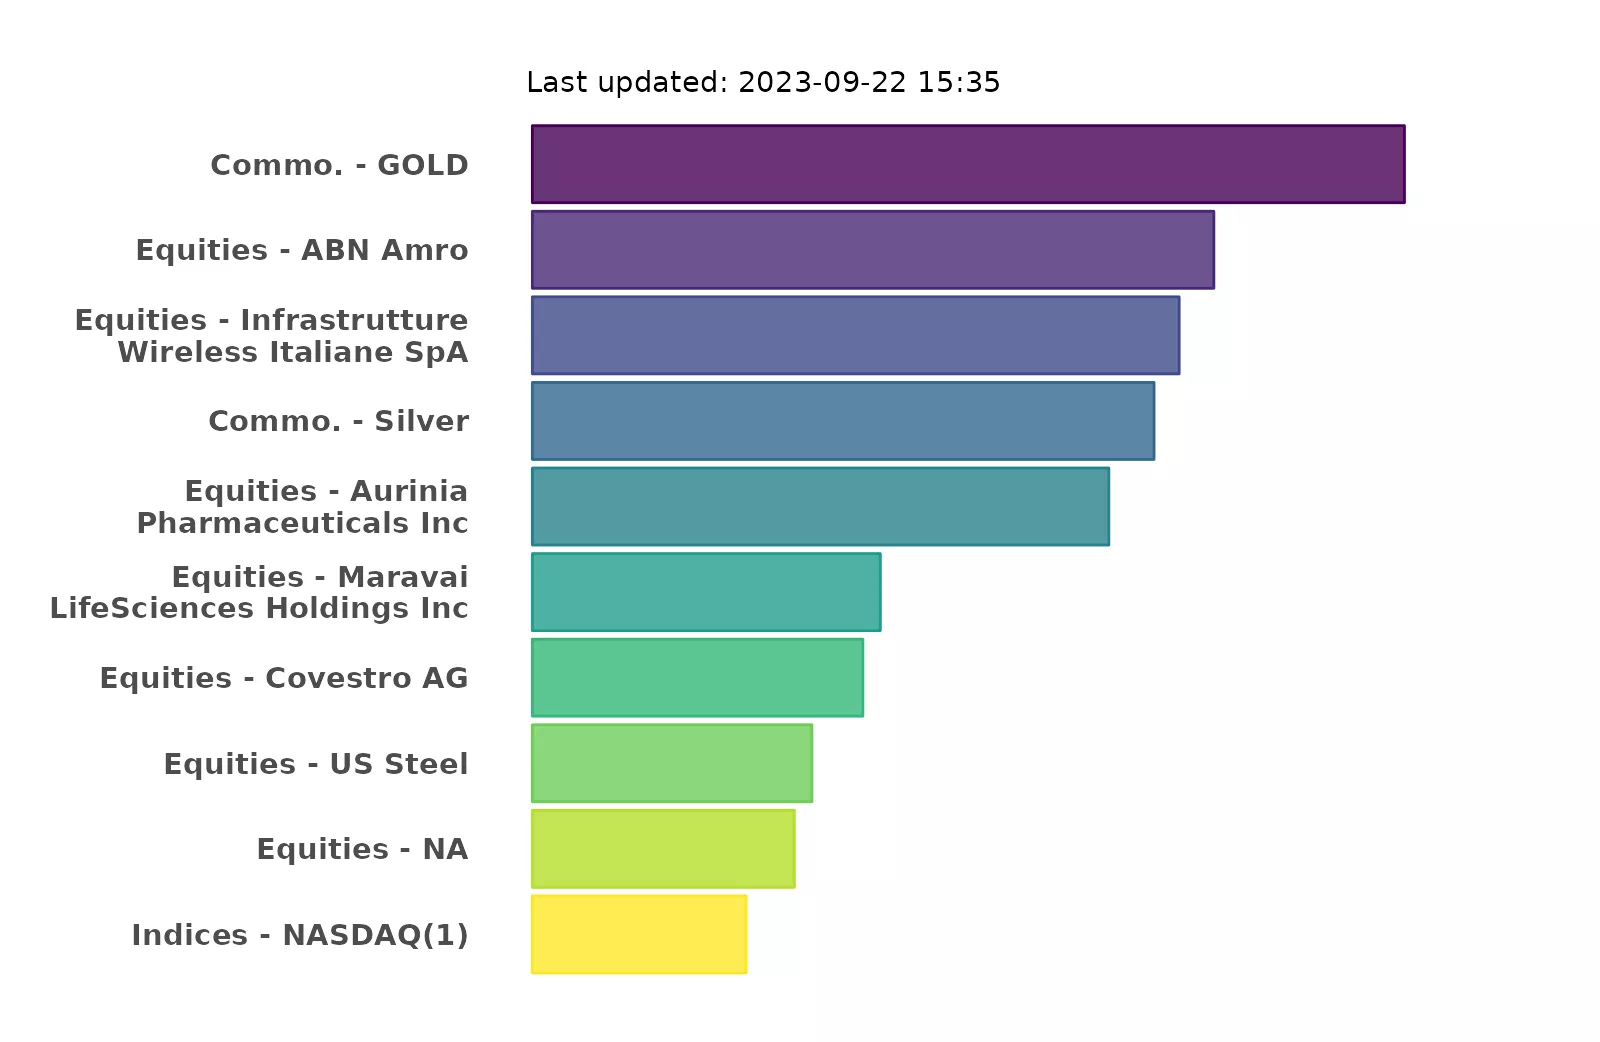 Last updated: 2023-09-22 15:35
Commo. - GOLD
Equities - ABN Amro
Equities - Infrastrutture
Wireless Italiane SpA
Commo. - Silver
Equities - Aurinia
Pharmaceuticals Inc
Equities - Maravai
LifeSciences Holdings Inc
Equities - Covestro AG
Equities - US Steel
Equities - NA
Indices - NASDAQ(1)